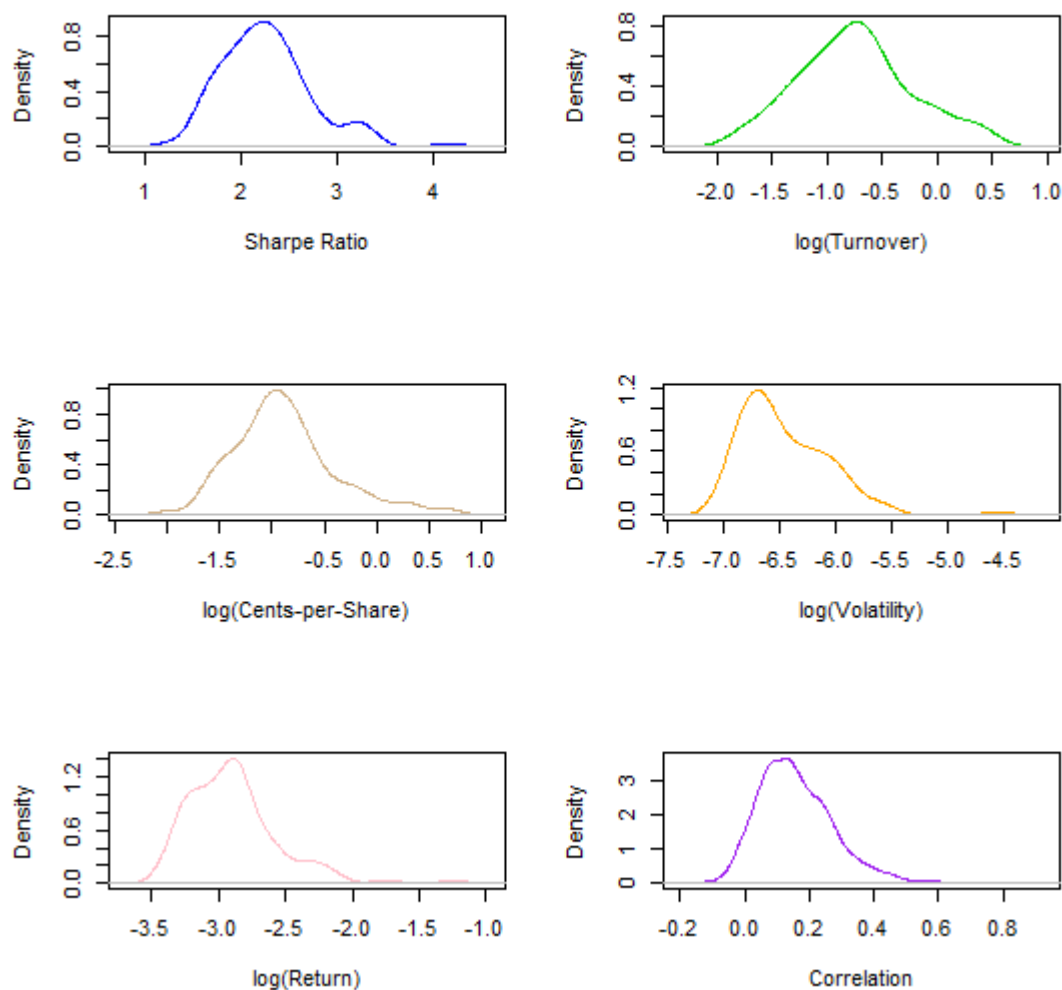 Density
0.0 0.4 0.8
1 2 3 4
Sharpe Ratio
Density
0.0 0.4 0.8
-2.0 -1.5 -1.0 -0.5 0.0 0.5 1.0
log(Turnover)
Density
0.0 0.4 0.8
-2.5 -1.5 -0.5 0.0 0.5 1.0
log(Cents-per-Share)
Density
0.0 0.6 1.2
-7.5 -7.0 -6.5 -6.0 -5.5 -5.0 -4.5
log(Volatility)
Density
0.0 0.6 1.2
-3.5 -3.0 -2.5 -2.0 -1.5 -1.0
log(Return)
Density
0 1 2 3
-0.2 0.0 0.2 0.4 0.6 0.8
Correlation